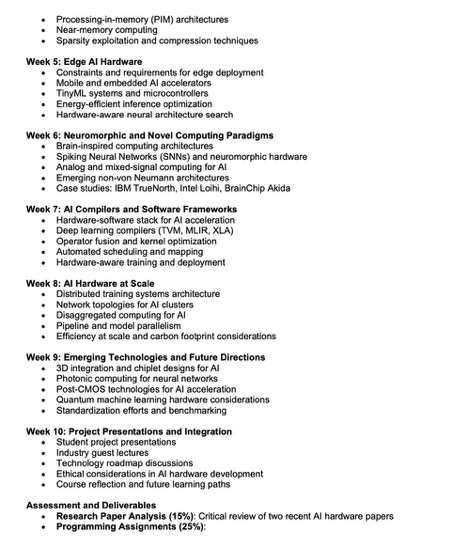 • Processing-in-memory (PIM) architectures
• Near-memory computing
• Sparsity exploitation and compression techniques
Week 5: Edge AI Hardware
• Constraints and requirements for edge deployment
• Mobile and embedded AI accelerators
• TinyML systems and microcontrollers
• Energy-efficient inference optimization
• Hardware-aware neural architecture search
Week 6: Neuromorphic and Novel Computing Paradigms
• Brain-inspired computing architectures
• Spiking Neural Networks (SNNs) and neuromorphic hardware
• Analog and mixed-signal computing for AI
• Emerging non-von Neumann architectures
• Case studies: IBM TrueNorth, Intel Loihi, BrainChip Akida
Week 7: AI Compilers and Software Frameworks
• Hardware-software stack for AI acceleration
• Deep learning compilers (TVM, MLIR, XLA)
• Operator fusion and kernel optimization
• Automated scheduling and mapping
• Hardware-aware training and deployment
Week 8: AI Hardware at Scale
• Distributed training systems architecture
• Network topologies for AI clusters
• Disaggregated computing for AI
• Pipeline and model parallelism
• Efficiency at scale and carbon footprint considerations
Week 9: Emerging Technologies and Future Directions
• 3D integration and chiplet designs for AI
• Photonic computing for neural networks
• Post-CMOS technologies for AI acceleration
• Quantum machine learning hardware considerations
• Standardization efforts and benchmarking
Week 10: Project Presentations and Integration
• Student project presentations
• Industry guest lectures
• Technology roadmap discussions
• Ethical considerations in AI hardware development
• Course reflection and future learning paths
Assessment and Deliverables
• Research Paper Analysis (15%): Critical review of two recent AI hardware papers
• Programming Assignments (25%):